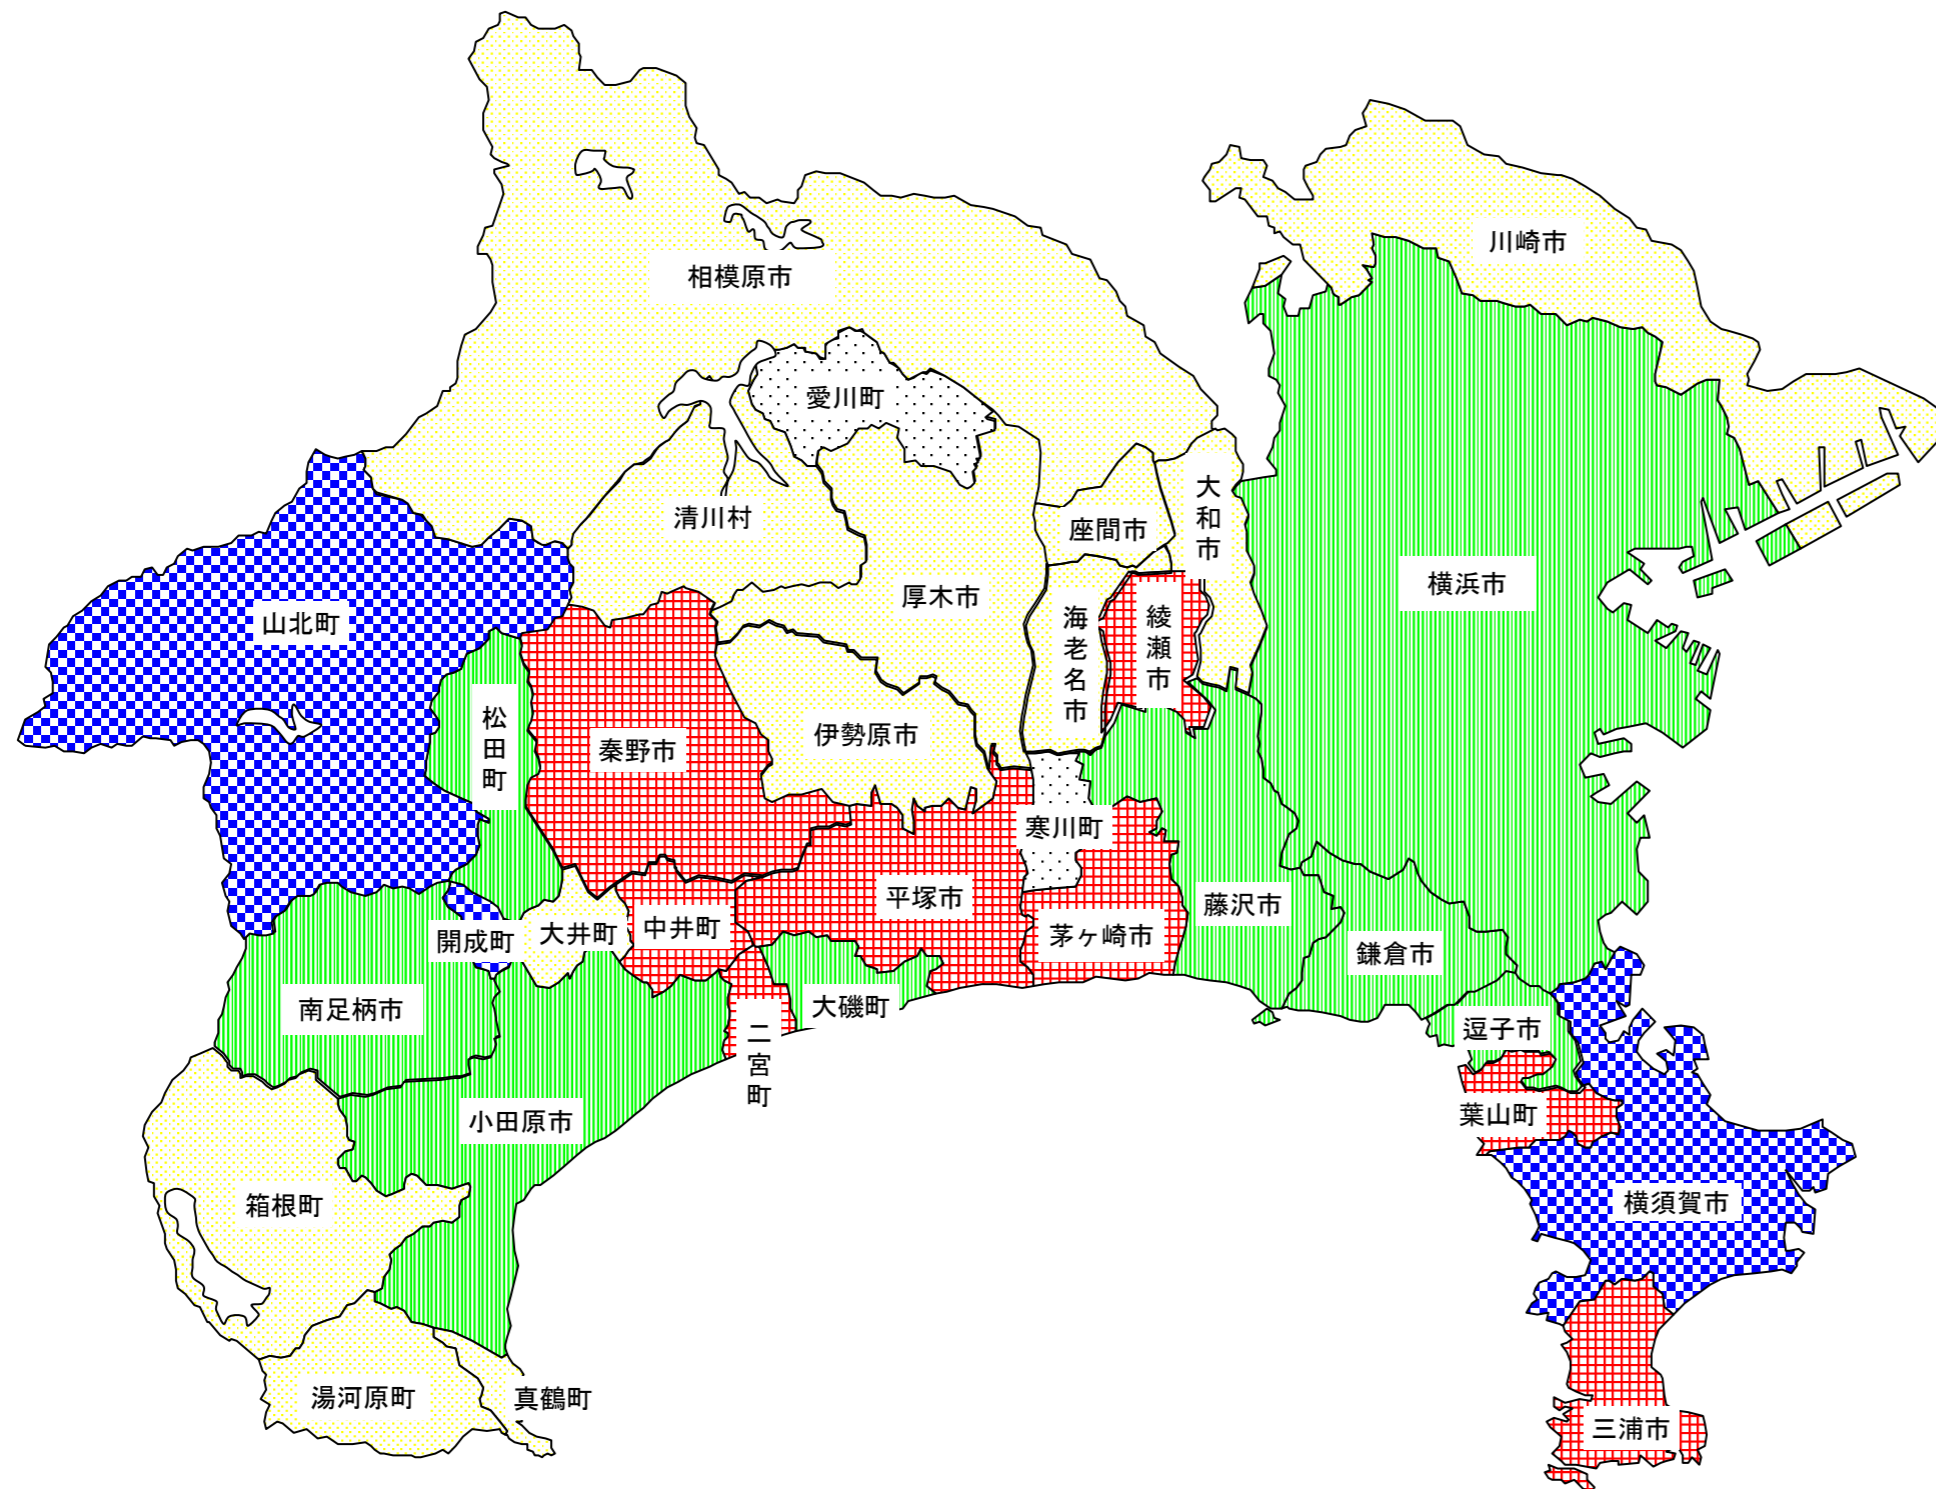 川崎市
相模原市
愛川町
清川村
座間市
大和市
横浜市
厚木市
山北町
海老名市
綾瀬市
松田町
秦野市
伊勢原市
寒川町
平塚市
藤沢市
中井町
大井町
開成町
茅ヶ崎市
鎌倉市
南足柄市
大磯町
逗子市
二宮町
小田原市
葉山町
箱根町
横須賀市
湯河原町
真鶴町
三浦市